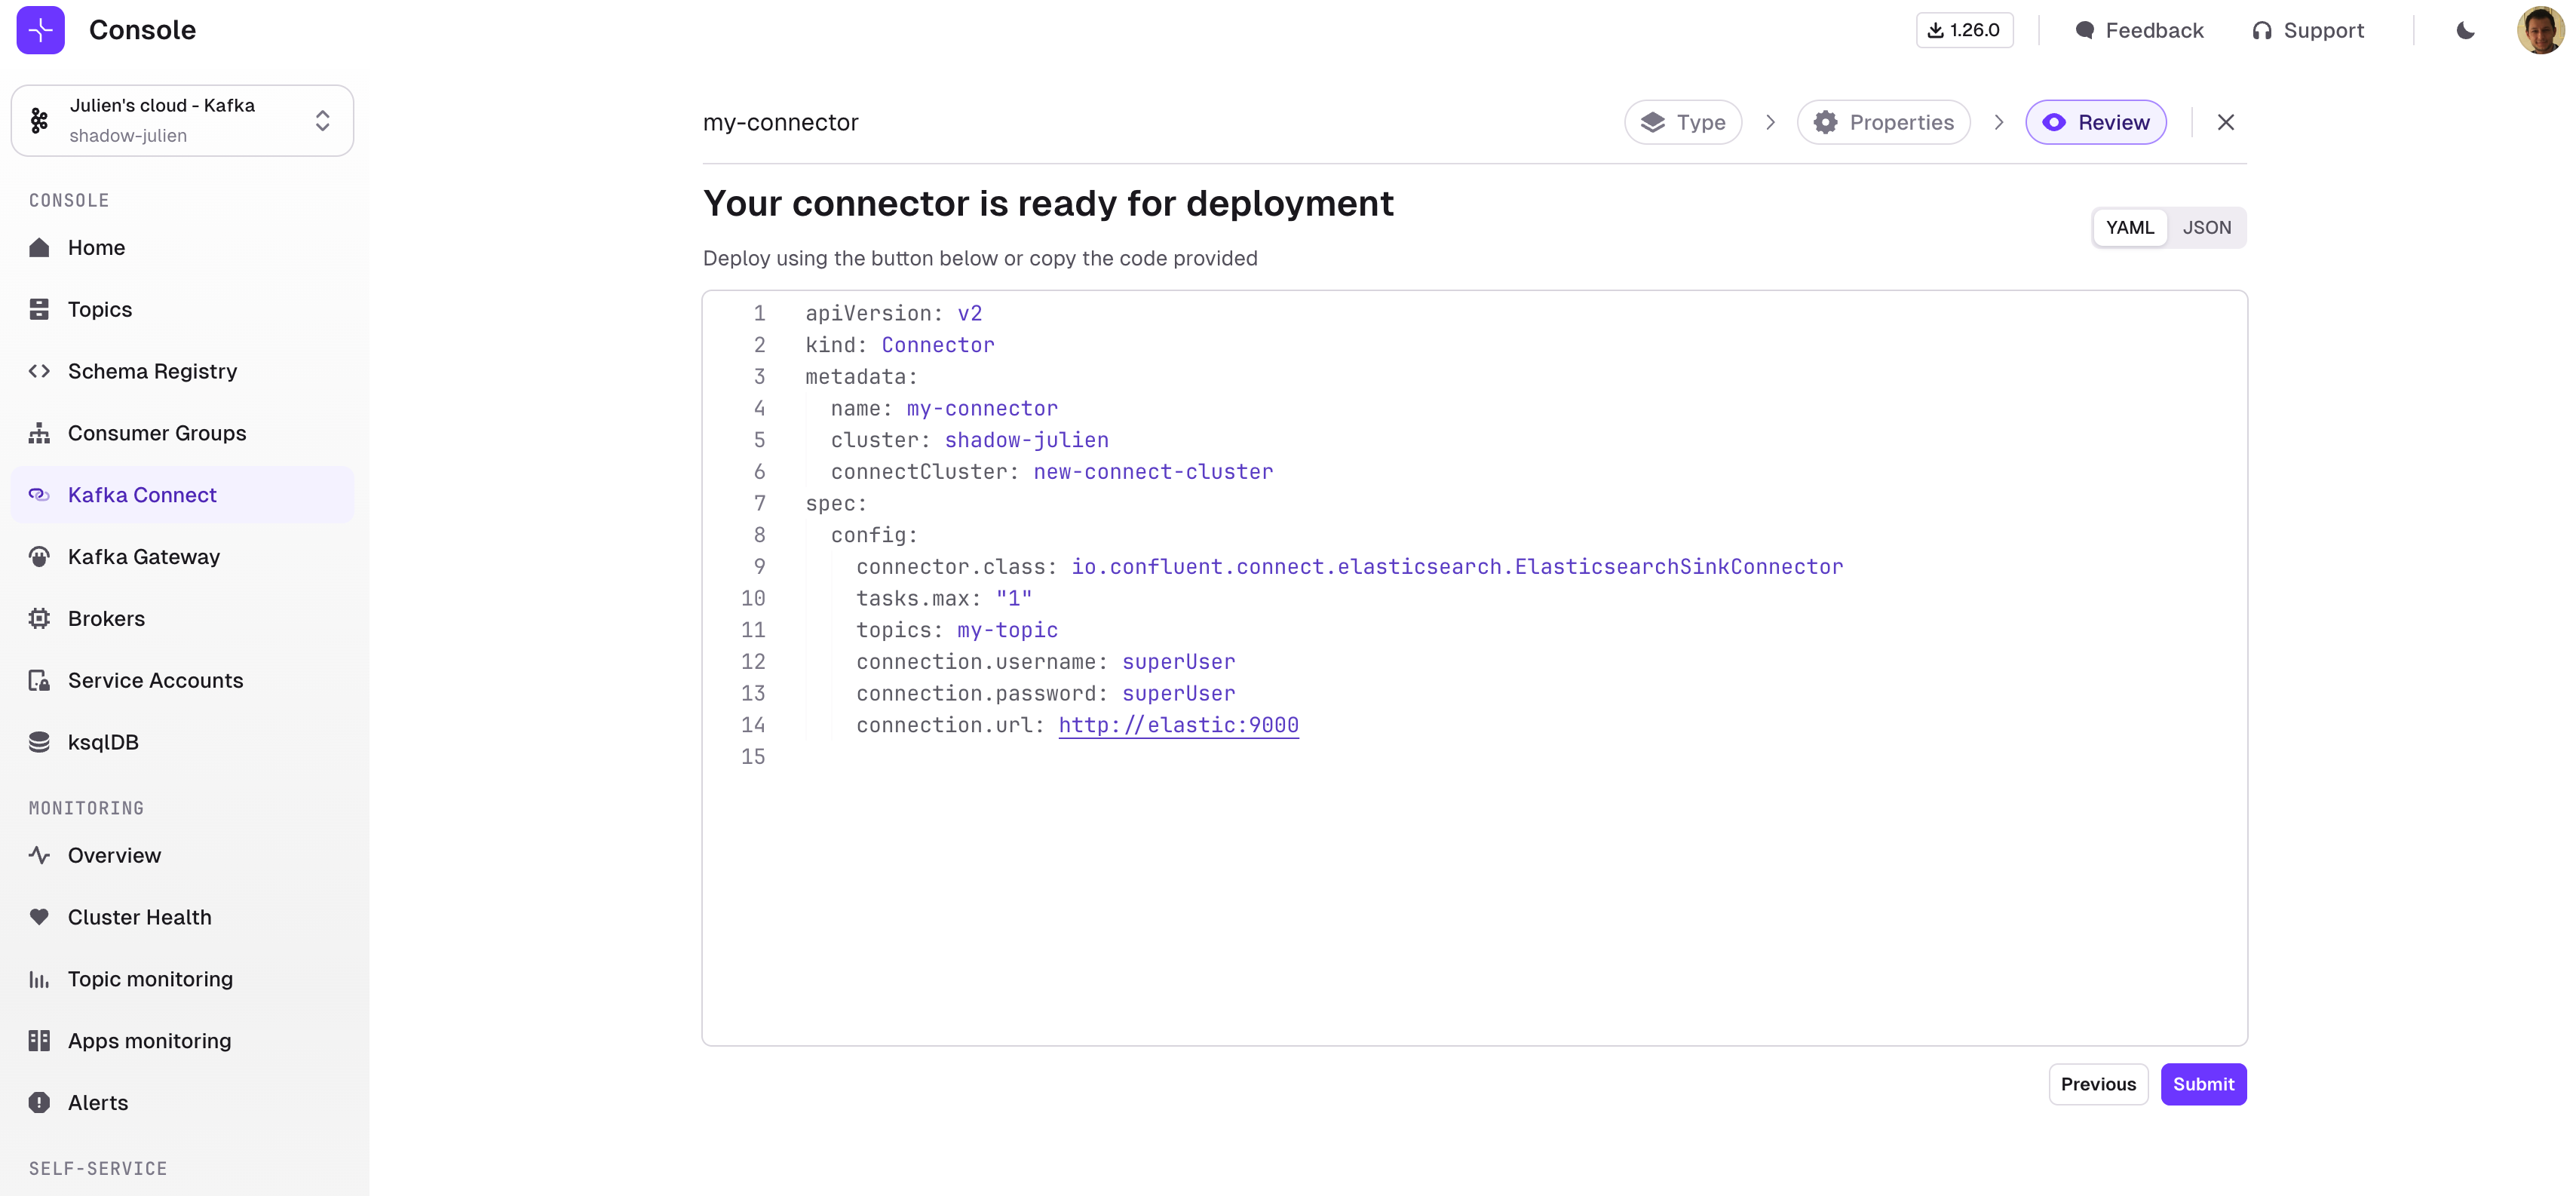 Console
1.26.0
Feedback
Support
Julien's cloud - Kafka
shadow-julien
CONSOLE
Home
Topics
Schema Registry
Consumer Groups
Kafka Connect
Kafka Gateway
Brokers
Service Accounts
ksqlDB
MONITORING
Overview
Cluster Health
Topic monitoring
Apps monitoring
Alerts
SELF-SERVICE
my-connector
Type
Properties
Review
Your connector is ready for deployment
YAML
JSON
Deploy using the button below or copy the code provided
1 apiVersion: v2
2 kind: Connector
3 metadata:
4   name: my-connector
5   cluster: shadow-julien
6   connectCluster: new-connect-cluster
7 spec:
8   config:
9     connector.class: io.confluent.connect.elasticsearch.ElasticsearchSinkConnector
10     tasks.max: "1"
11     topics: my-topic
12     connection.username: superUser
13     connection.password: superUser
14     connection.url: http://elastic:9000
15
Previous
Submit